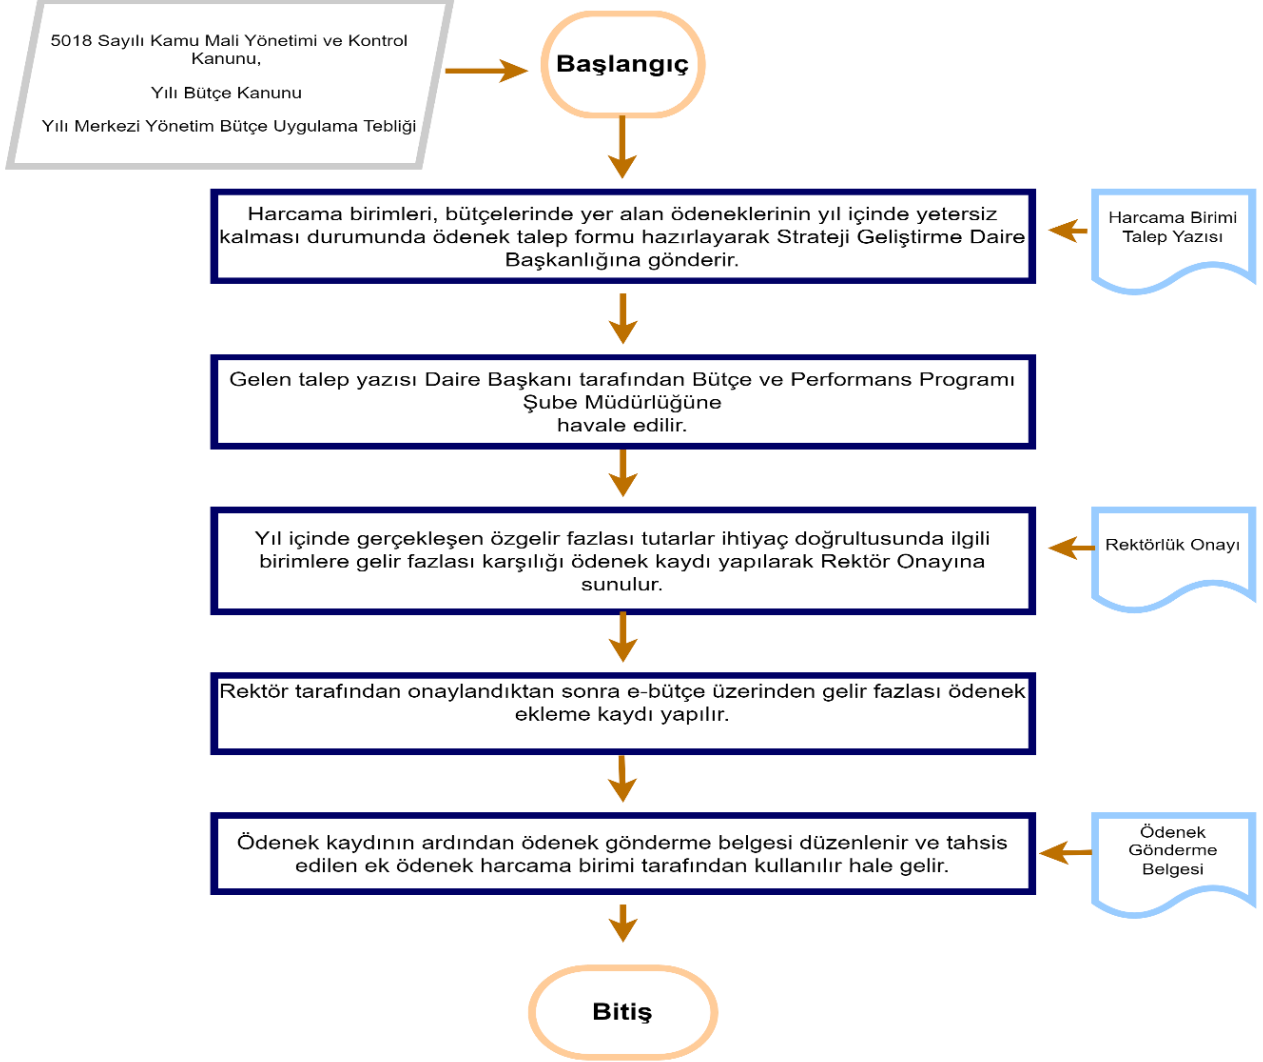 5018 Sayılı Kamu Mali Yönetimi ve Kontrol
Kanunu,
Yılı Bütçe Kanunu
Yılı Merkezi Yönetim Bütçe Uygulama Tebliği
Başlangıç
Harcama birimleri, bütçelerinde yer alan ödeneklerinin yıl içinde yetersiz
kalması durumunda ödenek talep formu hazırlayarak Strateji Geliştirme Daire
Başkanlığına gönderir.
Harcama Birimi
Talep Yazısı
Gelen talep yazısı Daire Başkanı tarafından Bütçe ve Performans Programı
Şube Müdürlüğüne
havale edilir.
Yıl içinde gerçekleşen özgelir fazlası tutarlar ihtiyaç doğrultusunda ilgili
birimlere gelir fazlası karşılığı ödenek kaydı yapılarak Rektör Onayına
sunulur.
Rektörlük Onayı
Rektör tarafından onaylandıktan sonra e-bütçe üzerinden gelir fazlası ödenek
ekleme kaydı yapılır.
Ödenek kaydının ardından ödenek gönderme belgesi düzenlenir ve tahsis
edilen ek ödenek harcama birimi tarafından kullanılır hale gelir.
Ödenek
Gönderme
Belgesi
Bitiş